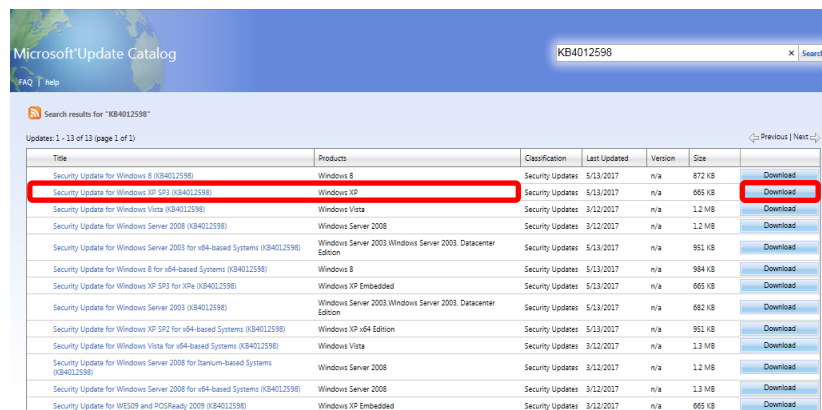 Microsoft®Update Catalog
KB4012598 × Search
FAQ | help
Search results for "KB4012598"
Updates: 1 - 13 of 13 (page 1 of 1) Previous | Next
Title Products Classification Last Updated Version Size
Security Update for Windows 8 (KB4012598) Windows 8 Security Updates 5/13/2017 n/a 872 KB Download
Security Update for Windows XP SP3 (KB4012598) Windows XP Security Updates 5/13/2017 n/a 665 KB Download
Security Update for Windows Vista (KB4012598) Windows Vista Security Updates 3/12/2017 n/a 1.2 MB Download
Security Update for Windows Server 2008 (KB4012598) Windows Server 2008 Security Updates 3/12/2017 n/a 1.2 MB Download
Security Update for Windows Server 2003 for x64-based Systems (KB4012598) Windows Server 2003,Windows Server 2003, Datacenter Security Updates 5/13/2017 n/a 951 KB Download
Edition
Security Update for Windows 8 for x64-based Systems (KB4012598) Windows 8 Security Updates 5/13/2017 n/a 984 KB Download
Security Update for Windows XP SP3 for XPe (KB4012598) Windows XP Embedded Security Updates 5/13/2017 n/a 665 KB Download
Security Update for Windows Server 2003 (KB4012598) Windows Server 2003,Windows Server 2003, Datacenter Security Updates 5/13/2017 n/a 682 KB Download
Edition
Security Update for Windows XP SP2 for x64-based Systems (KB4012598) Windows XP x64 Edition Security Updates 5/13/2017 n/a 951 KB Download
Security Update for Windows Vista for x64-based Systems (KB4012598) Windows Vista Security Updates 3/12/2017 n/a 1.3 MB Download
Security Update for Windows Server 2008 for Itanium-based Systems Windows Server 2008 Security Updates 3/12/2017 n/a 1.2 MB Download
(KB4012598)
Security Update for Windows Server 2008 for x64-based Systems (KB4012598) Windows Server 2008 Security Updates 3/12/2017 n/a 1.3 MB Download
Security Update for WES09 and POSReady 2009 (KB4012598) Windows XP Embedded Security Updates 3/12/2017 n/a 665 KB Download